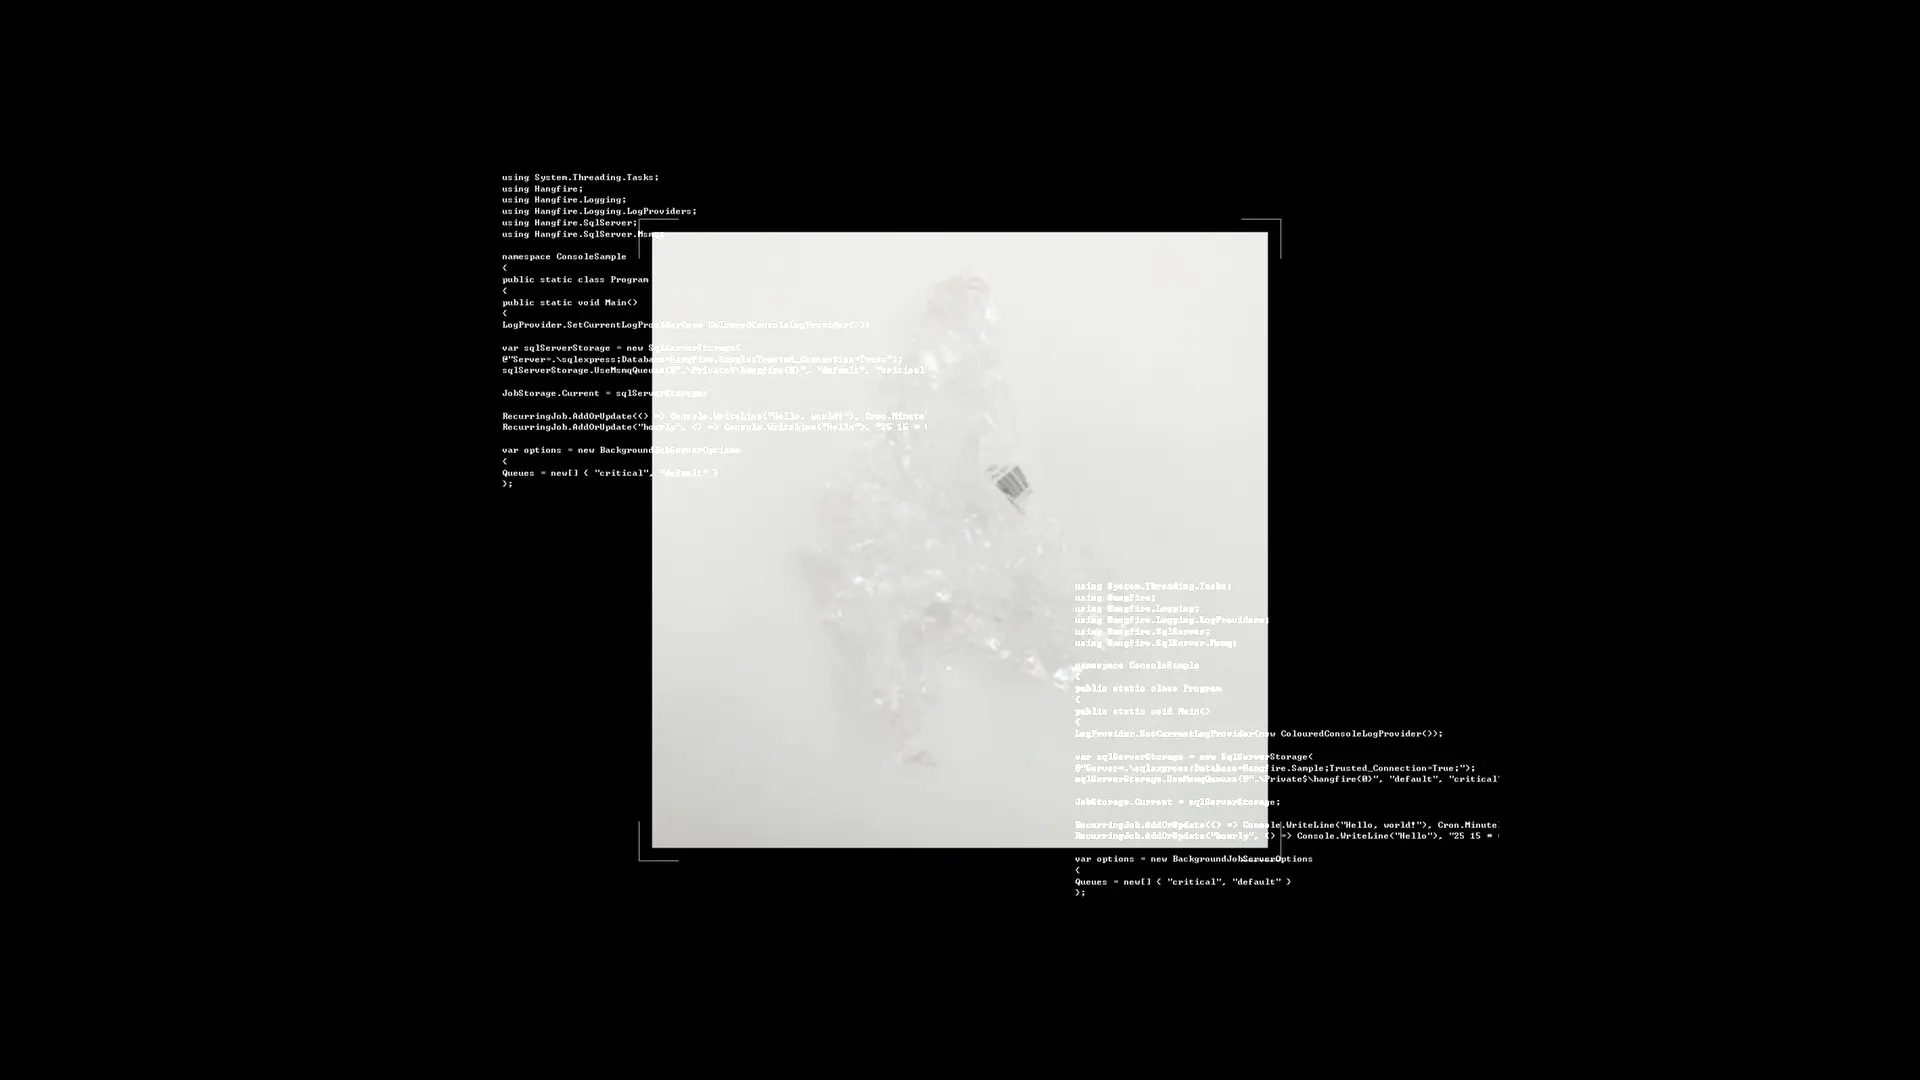 using System.Threading.Tasks;
using Hangfire;
using Hangfire.Logging;
using Hangfire.Logging.LogProviders;
using Hangfire.SqlServer;
using Hangfire.SqlServer.Msmq
namespace ConsoleSample
{
public static class Program
{
public static void Main()
{
LogProvider.SetCurrentLogProvider(new ColouredConsoleLogProvider());
var sqlServerStorage = new SqlServerStorage(
@"Server=.\sqlexpress;Database=Hangfire.Sample;Trusted_Connection=True;");
sqlServerStorage.UseMsmqQueues(@".\Private$\hangfire{0}", "default", "critical"
JobStorage.Current = sqlServerStorage;
RecurringJob.AddOrUpdate(() => Console.WriteLine("Hello, world!"), Cron.Minute
RecurringJob.AddOrUpdate("hourly", () => Console.WriteLine("Hello"), "25 15 *
var options = new BackgroundJobServerOptions
{
Queues = new[] { "critical", "default" }
};
using System.Threading.Tasks;
using Hangfire;
using Hangfire.Logging;
using Hangfire.Logging.LogProviders;
using Hangfire.SqlServer;
using Hangfire.SqlServer.Msmq;
namespace ConsoleSample
{
public static class Program
{
public static void Main()
{
LogProvider.SetCurrentLogProvider(new ColouredConsoleLogProvider());
var sqlServerStorage = new SqlServerStorage(
@"Server=.\sqlexpress;Database=Hangfire.Sample;Trusted_Connection=True;");
sqlServerStorage.UseMsmqQueues(@".\Private$\hangfire{0}", "default", "critical"
JobStorage.Current = sqlServerStorage;
RecurringJob.AddOrUpdate(() => Console.WriteLine("Hello, world!"), Cron.Minute
RecurringJob.AddOrUpdate("hourly", () => Console.WriteLine("Hello"), "25 15 *
var options = new BackgroundJobServerOptions
{
Queues = new[] { "critical", "default" }
};